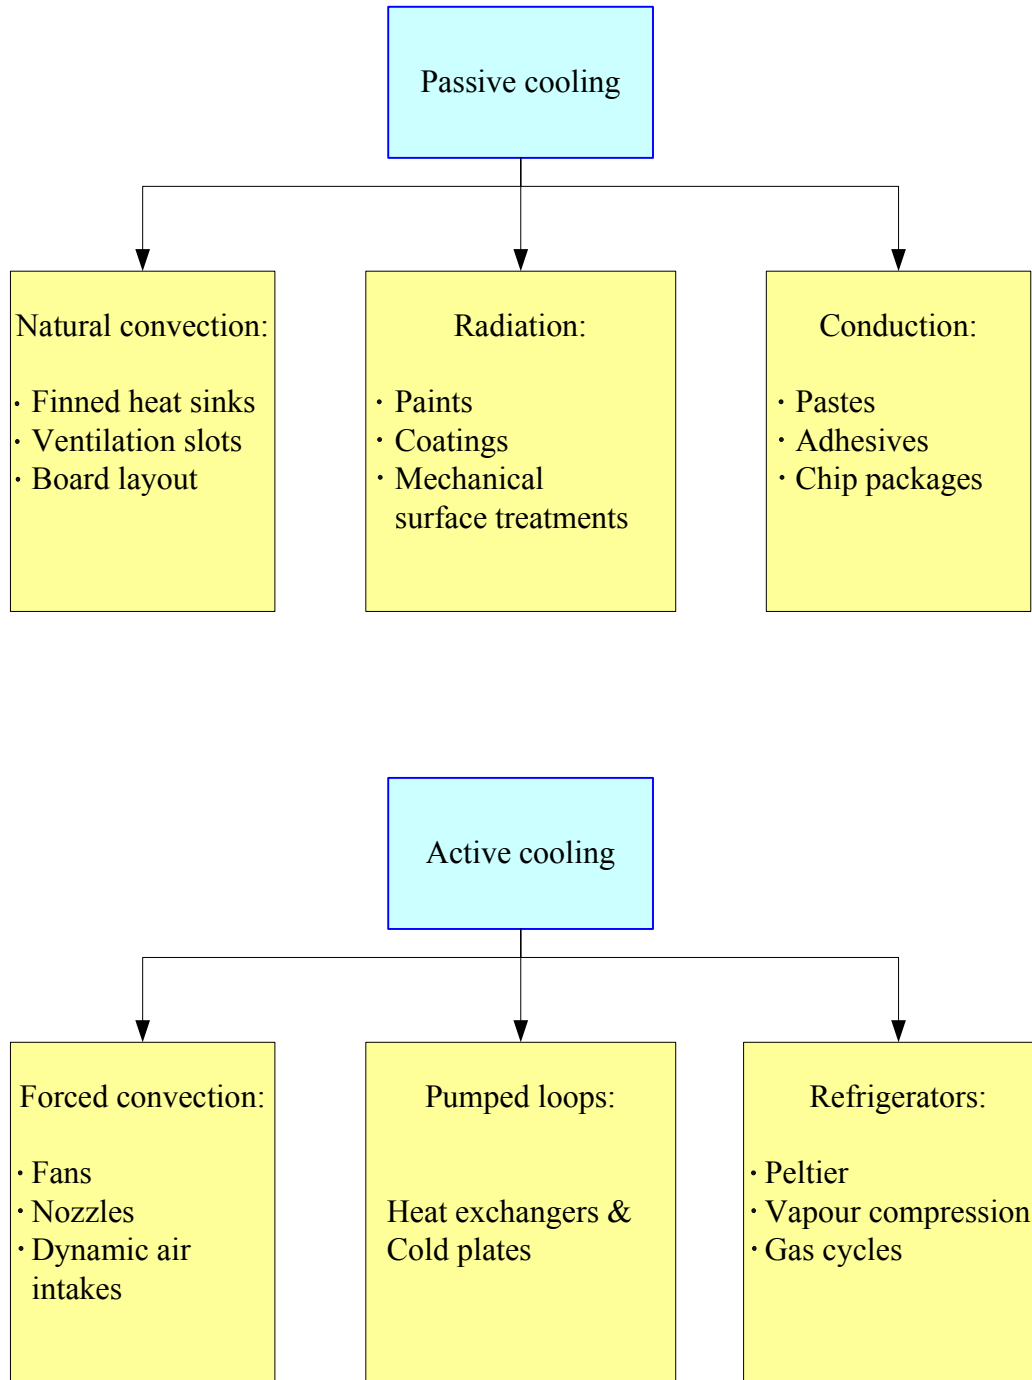 Passive cooling
Natural convection:
· Finned heat sinks
· Ventilation slots
· Board layout
Radiation:
· Paints
· Coatings
· Mechanical
surface treatments
Conduction:
· Pastes
· Adhesives
· Chip packages
Active cooling
Forced convection:
· Fans
· Nozzles
· Dynamic air
intakes
Pumped loops:
Heat exchangers &
Cold plates
Refrigerators:
· Peltier
· Vapour compression
· Gas cycles